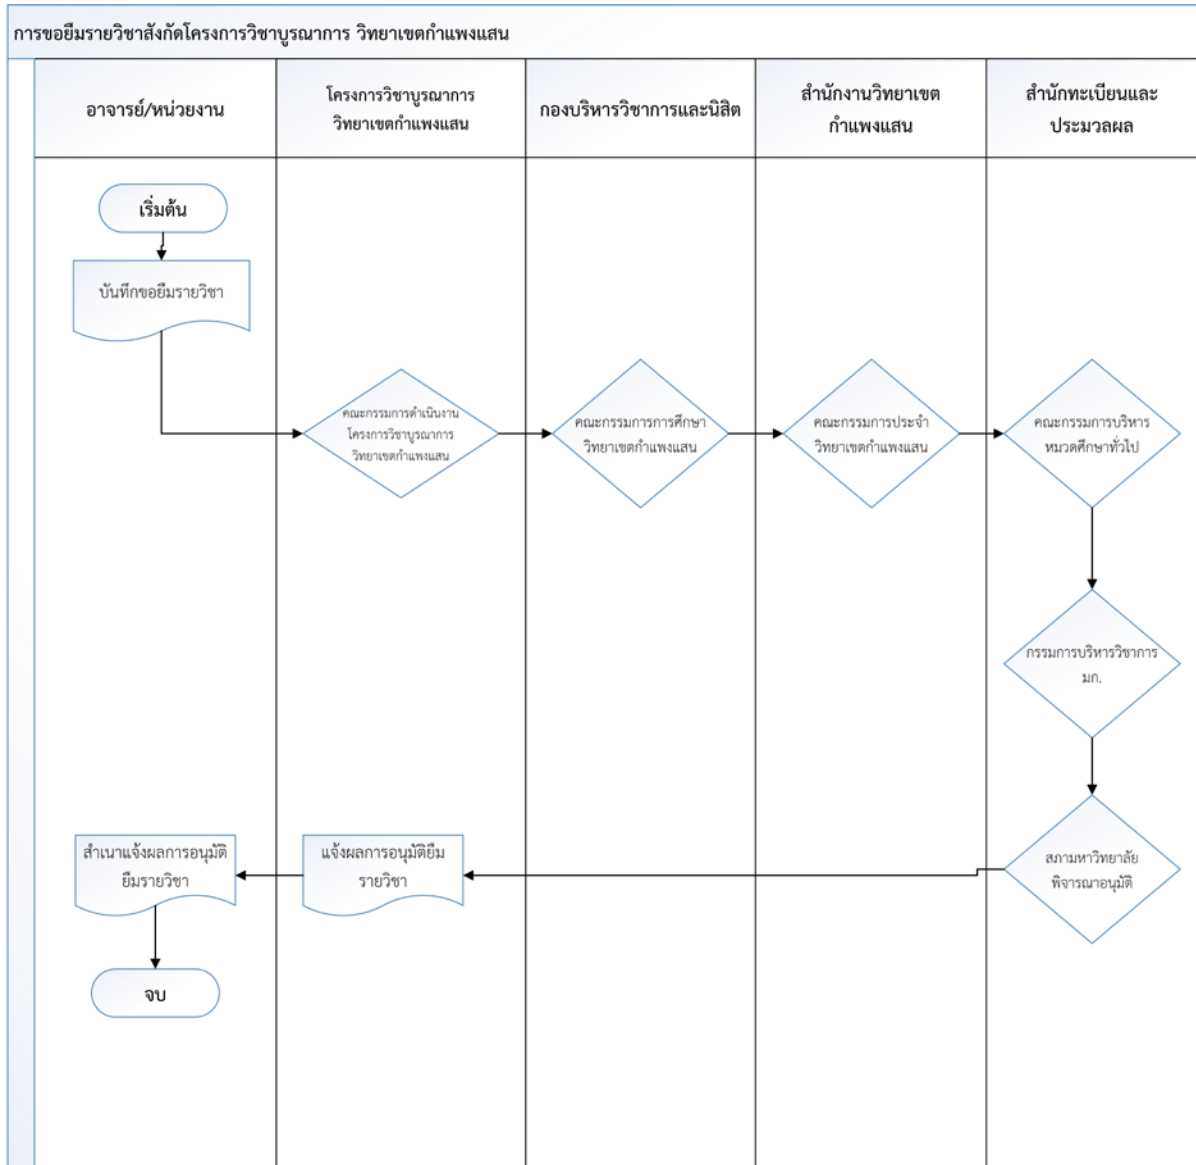 การขอยืมรายวิชาสังกัดโครงการวิชาบูรณาการ วิทยาเขตกำแพงแสน
อาจารย์/หน่วยงาน
โครงการวิชาบูรณาการ
วิทยาเขตกำแพงแสน
กองบริหารวิชาการและนิสิต
สำนักงานวิทยาเขต
กำแพงแสน
สำนักทะเบียนและ
ประมวลผล
เริ่มต้น
บันทึกขอยืมรายวิชา
คณะกรรมการดำเนินงาน
โครงการวิชาบูรณาการ
วิทยาเขตกำแพงแสน
คณะกรรมการการศึกษา
วิทยาเขตกำแพงแสน
คณะกรรมการประจำ
วิทยาเขตกำแพงแสน
คณะกรรมการบริหาร
หมวดศึกษาทั่วไป
กรรมการบริหารวิชาการ
มก.
สภามหาวิทยาลัย
พิจารณาอนุมัติ
แจ้งผลการอนุมัติยืม
รายวิชา
สำเนาแจ้งผลการอนุมัติ
ยืมรายวิชา
จบ